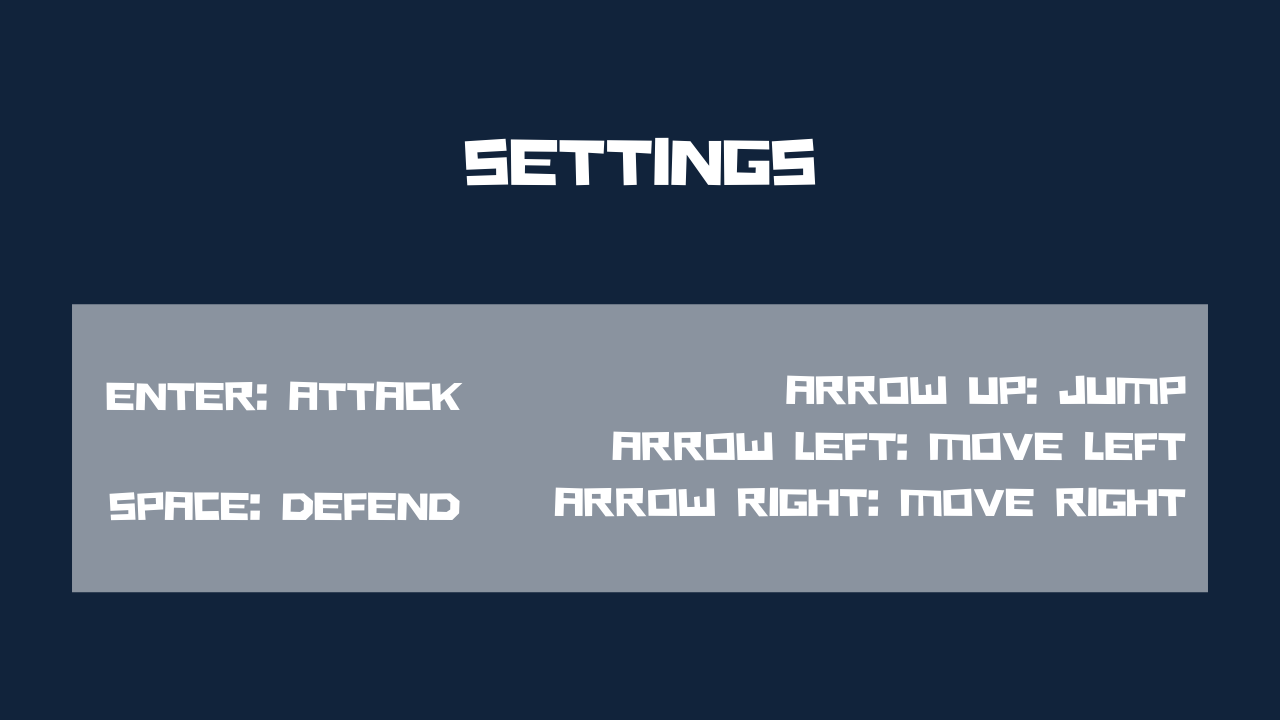 SETTINGS
ENTER: ATTACK
SPACE: DEFEND
ARROW UP: JUMP
ARROW LEFT: MOVE LEFT
ARROW RIGHT: MOVE RIGHT